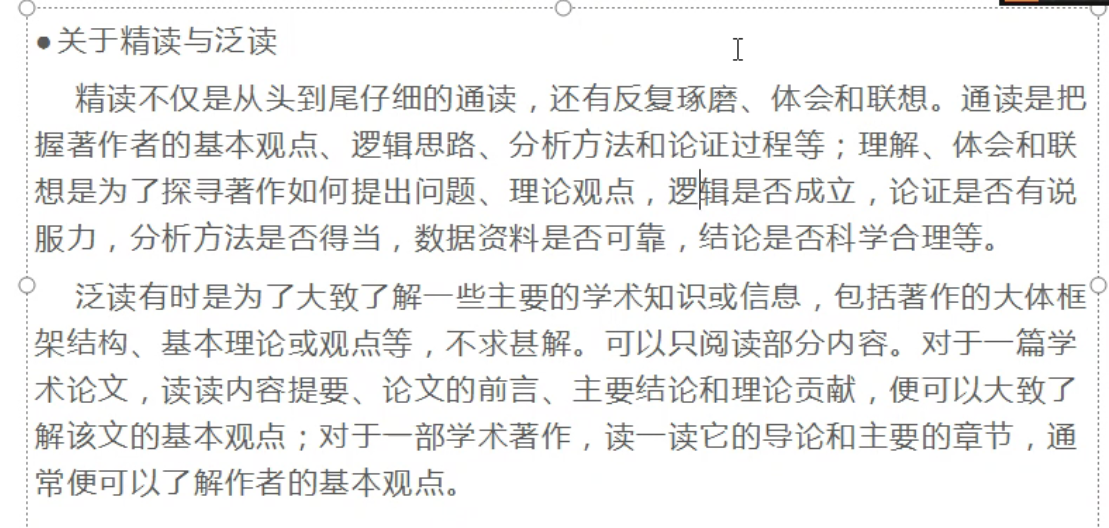 ●关于精读与泛读
精读不仅是从头到尾仔细的通读，还有反复琢磨、体会和联想。通读是把
握著作者的基本观点、逻辑思路、分析方法和论证过程等；理解、体会和联
想是为了探寻著作如何提出问题、理论观点，逻辑是否成立，论证是否有说
服力，分析方法是否得当，数据资料是否可靠，结论是否科学合理等。
泛读有时是为了大致了解一些主要的学术知识或信息，包括著作的大体框
架结构、基本理论或观点等，不求甚解。可以只阅读部分内容。对于一篇学
术论文，读读内容提要、论文的前言、主要结论和理论贡献，便可以大致了
解该文的基本观点；对于一部学术著作，读一读它的导论和主要的章节，通
常便可以了解作者的基本观点。